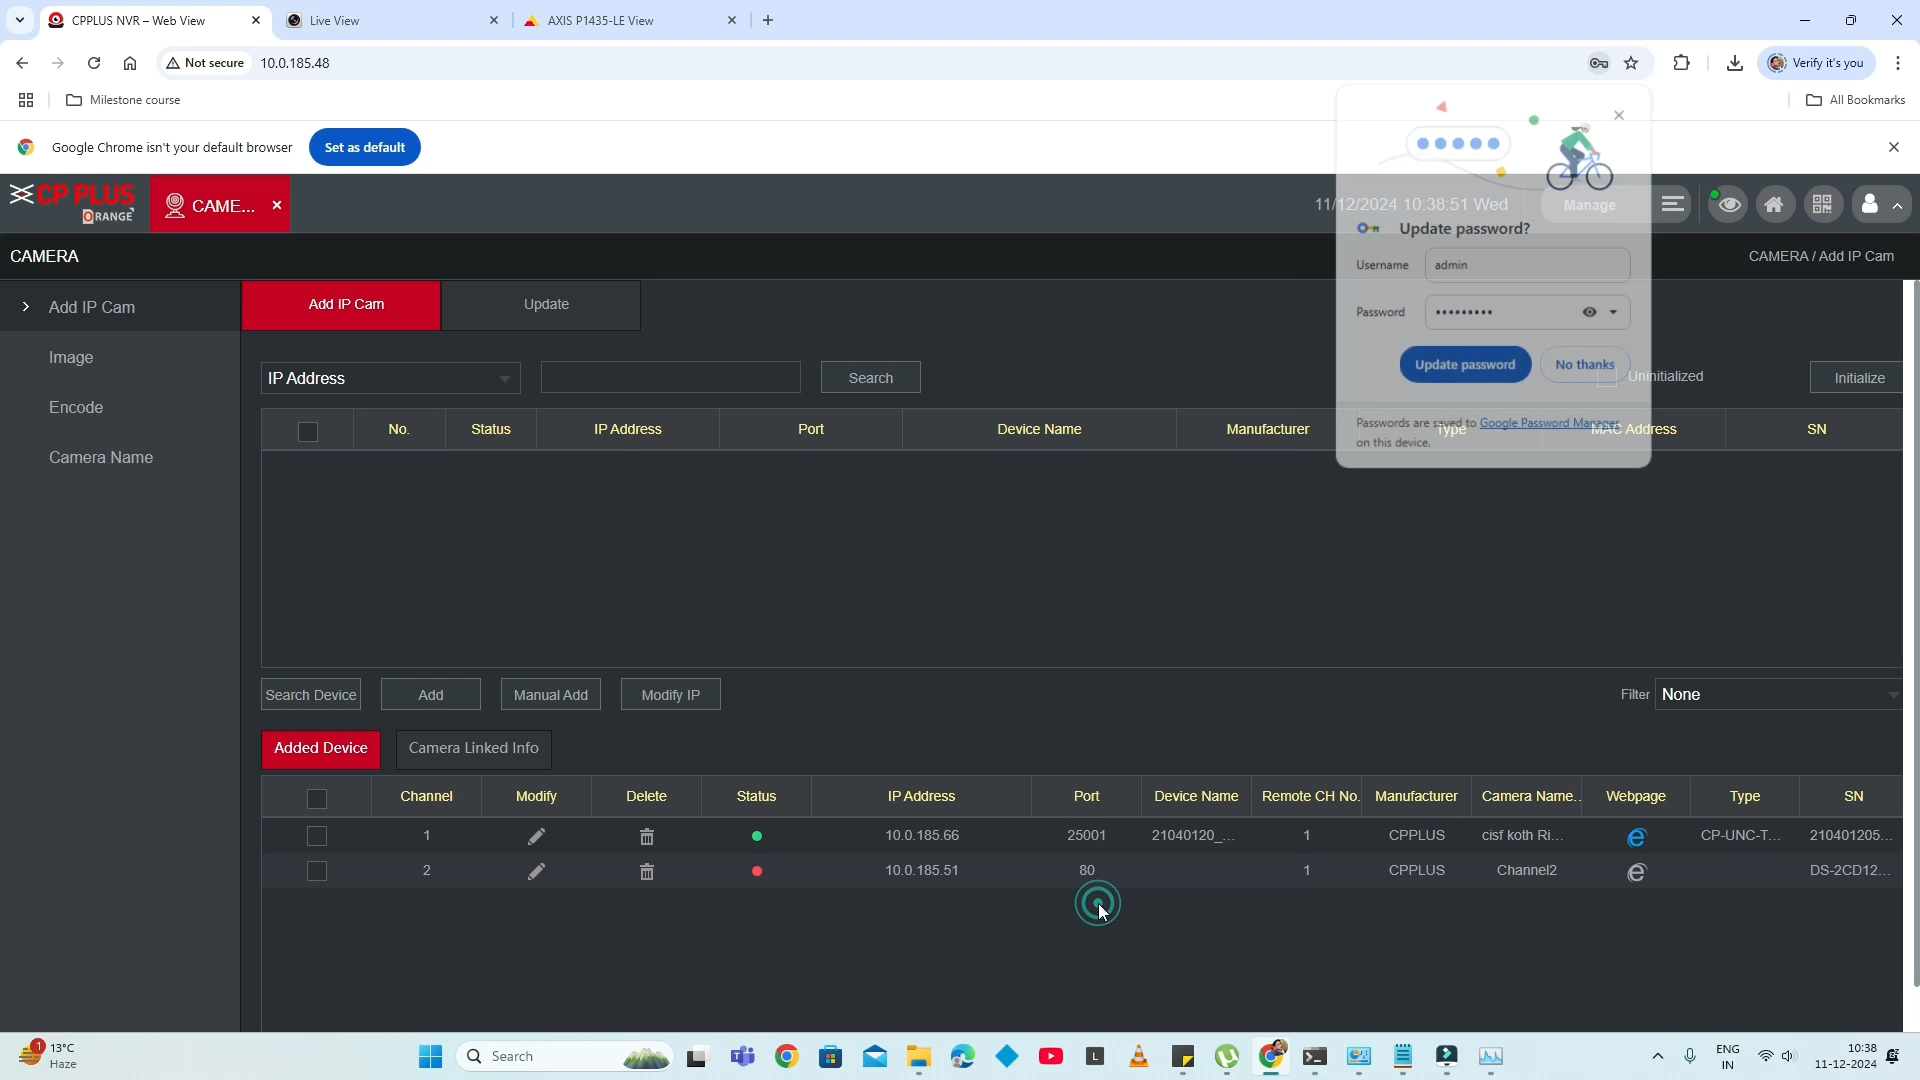 CPPLUS NVR – Web View
Live View
AXIS P1435-LE View
Not secure
10.0.185.48
Verify it's you
Milestone course
All Bookmarks
Google Chrome isn't your default browser
Set as default
CP PLUS
ORANGE
CAME...
11/12/2024 10:38:51 Wed
Manage
Update password?
CAMERA
CAMERA / Add IP Cam
Username
admin
Add IP Cam
Add IP Cam
Update
Password
•••••••••
Image
Update password
No thanks
IP Address
Search
Uninitialized
Initialize
Encode
Passwords are saved to Google Password Manager
on this device.
No.
Status
IP Address
Port
Device Name
Manufacturer
Type
MAC Address
SN
Camera Name
Search Device
Add
Manual Add
Modify IP
Filter
None
Added Device
Camera Linked Info
Channel
Modify
Delete
Status
IP Address
Port
Device Name
Remote CH No.
Manufacturer
Camera Name..
Webpage
Type
SN
1
10.0.185.66
25001
21040120_...
1
CPPLUS
cisf koth Ri...
CP-UNC-T...
210401205...
2
10.0.185.51
80
1
CPPLUS
Channel2
DS-2CD12...
1
13°C
Haze
Search
L
ENG
IN
10:38
11-12-2024